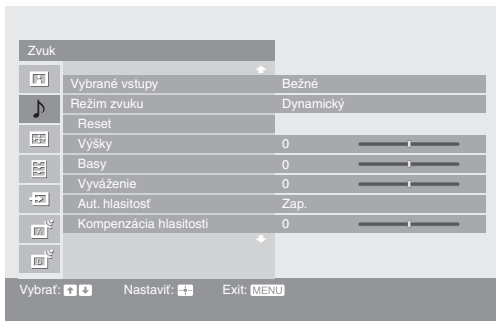 Zvuk
Vybrané vstupy Bežné
Režim zvuku Dynamický
Reset
Výšky 0
Basy 0
Vyváženie 0
Aut. hlasitosť Zap.
Kompenzácia hlasitosti 0
Vybrať: Nastaviť: Exit: MENU